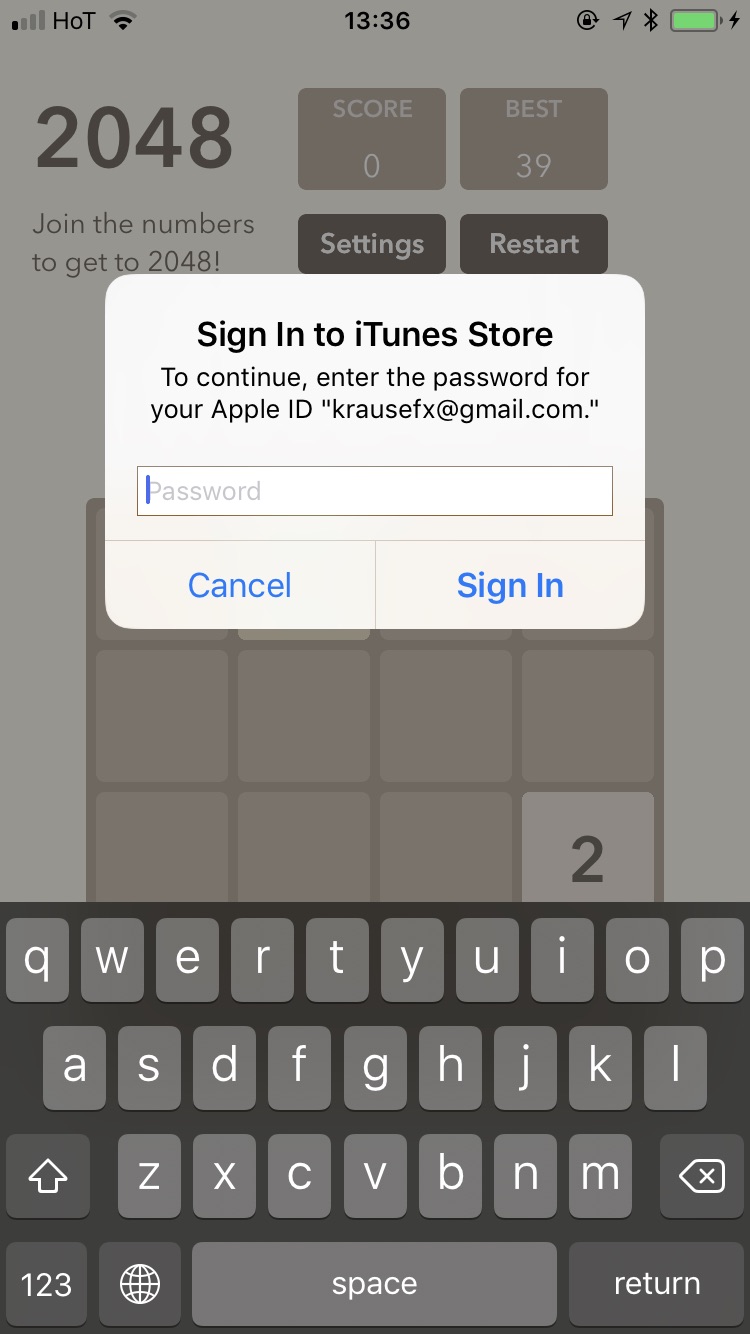 HoT 13:36
2048
SCORE BEST
0 39
Join the numbers
to get to 2048!
Settings Restart
Sign In to iTunes Store
To continue, enter the password for
your Apple ID "krausefx@gmail.com."
Password
Cancel Sign In
2
q w e r t y u i o p
a s d f g h j k l
z x c v b n m
123 space return